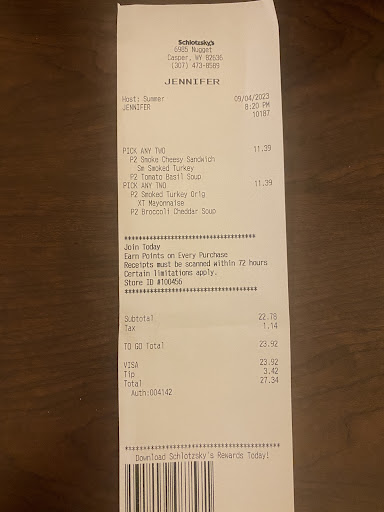 Schlotzsky's
6985 Nugget
Casper, WY 82636
(307) 473-8589
JENNIFER
Host: Summer 09/04/2023
JENNIFER 8:20 PM
10187
PICK ANY TWO 11.39
P2 Smoke Cheesy Sandwich
Sm Smoked Turkey
P2 Tomato Basil Soup
PICK ANY TWO 11.39
P2 Smoked Turkey Orig
XT Mayonnaise
P2 Broccoli Cheddar Soup
************************************
Join Today
Earn Points on Every Purchase
Receipts must be scanned within 72 hours
Certain limitations apply.
Store ID #100456
************************************
Subtotal 22.78
Tax 1.14
TO GO Total 23.92
VISA 23.92
Tip 3.42
Total 27.34
Auth:004142
************************************
Download Schlotzsky's Rewards Today!